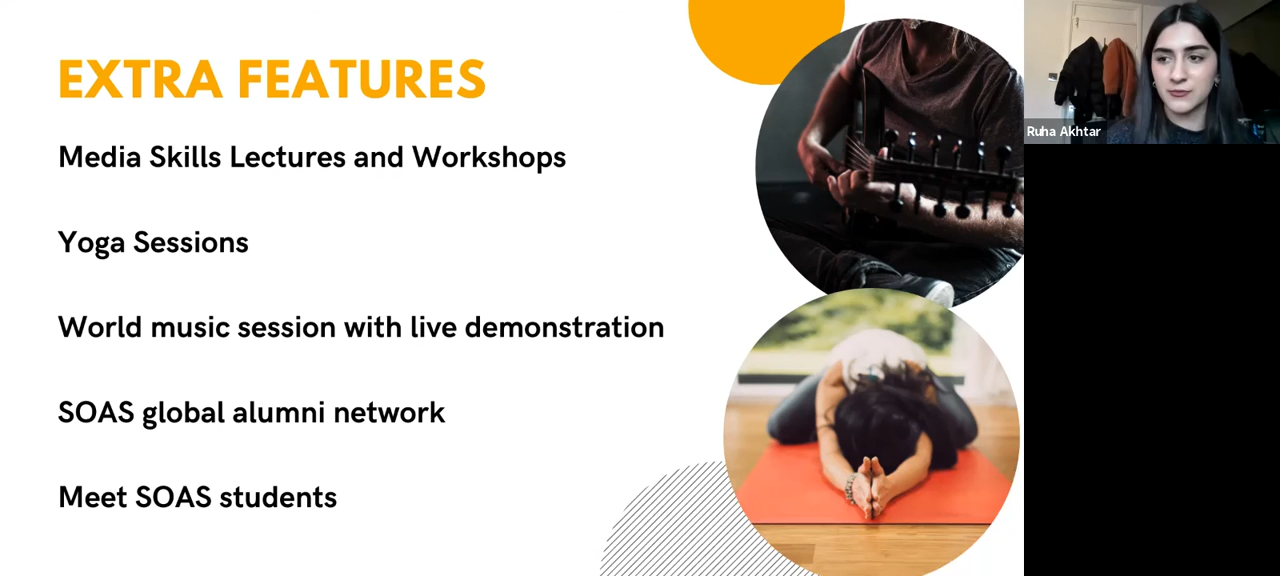 EXTRA FEATURES
Media Skills Lectures and Workshops
Yoga Sessions
World music session with live demonstration
SOAS global alumni network
Meet SOAS students
Ruha Akhtar